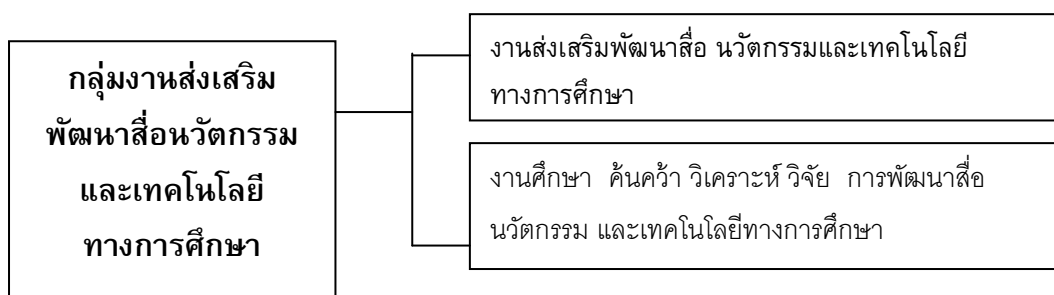 กลุ่มงานส่งเสริม
พัฒนาสื่อนวัตกรรม
และเทคโนโลยี
ทางการศึกษา
งานส่งเสริมพัฒนาสื่อ นวัตกรรมและเทคโนโลยี
ทางการศึกษา
งานศึกษา ค้นคว้า วิเคราะห์ วิจัย การพัฒนาสื่อ
นวัตกรรม และเทคโนโลยีทางการศึกษา